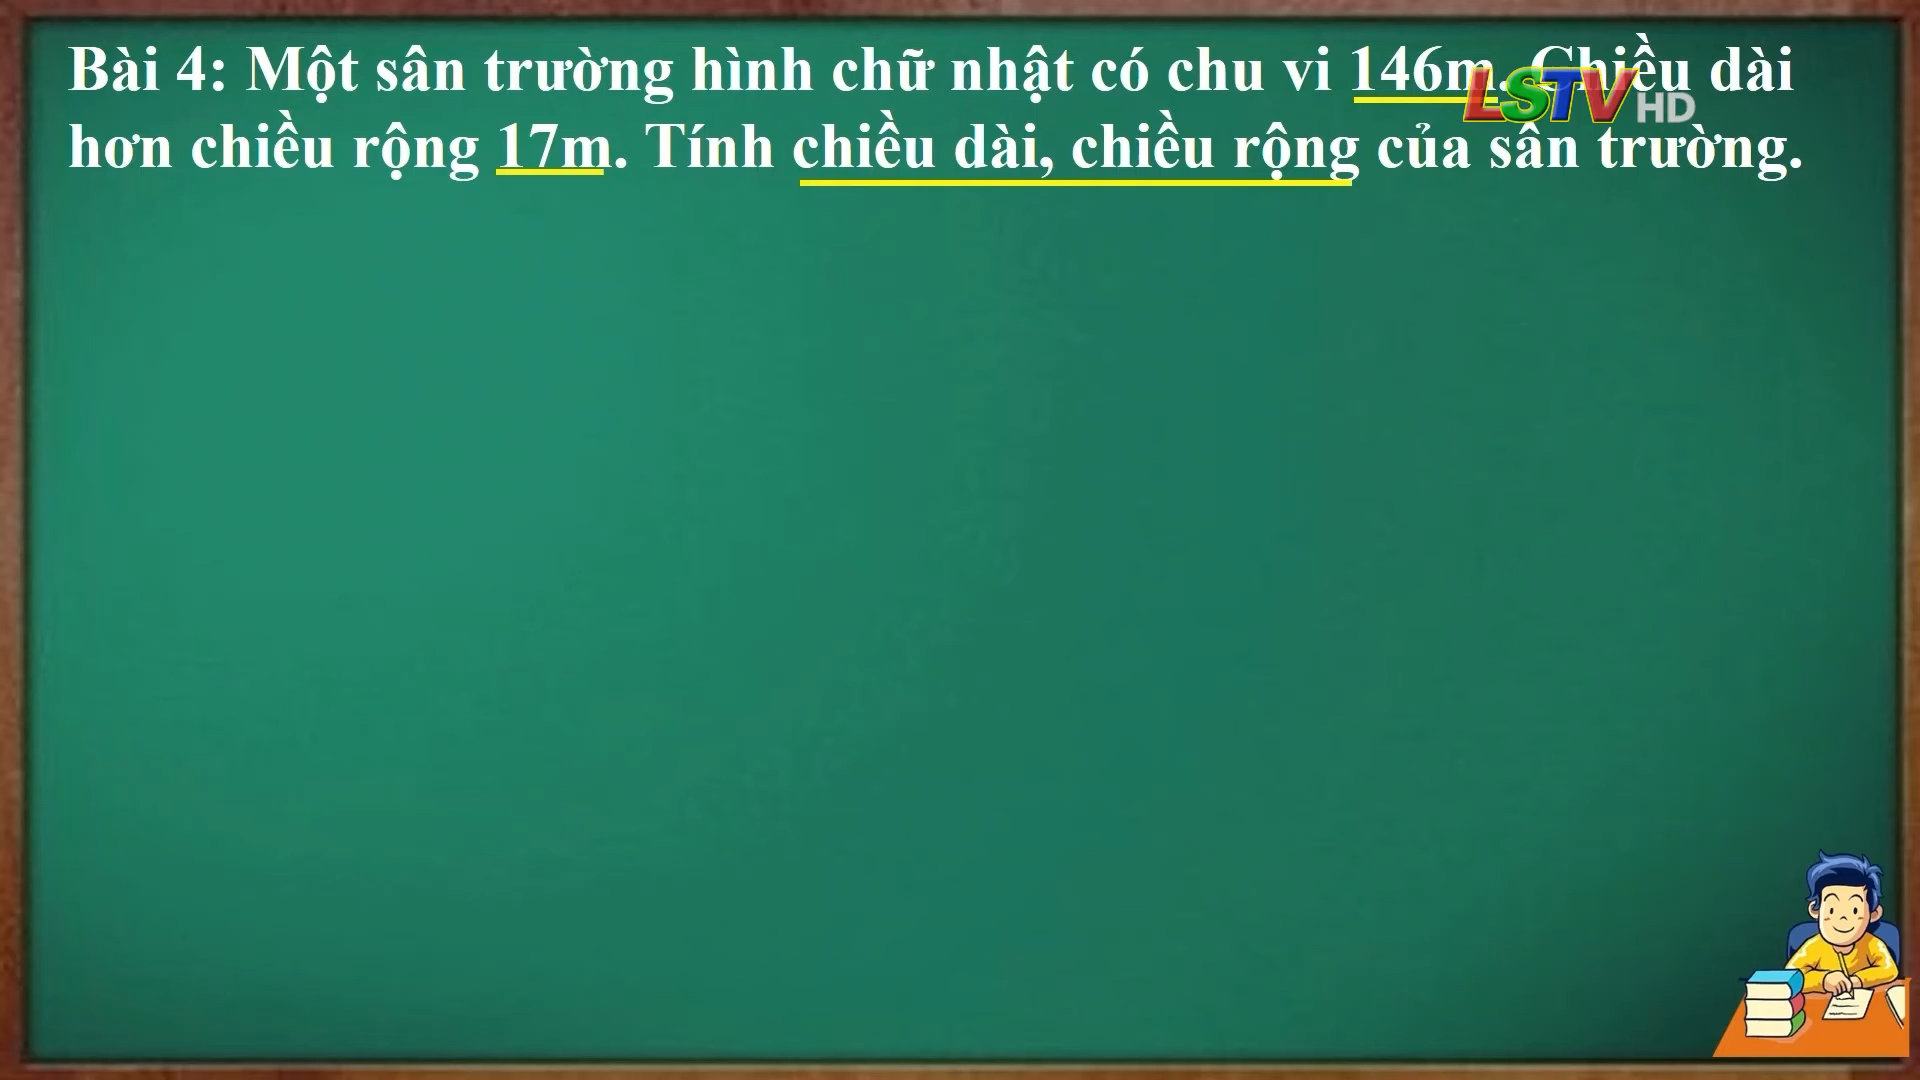 Bài 4: Một sân trường hình chữ nhật có chu vi 146m. Chiều dài
LSTV HD
hơn chiều rộng 17m. Tính chiều dài, chiều rộng của sân trường.